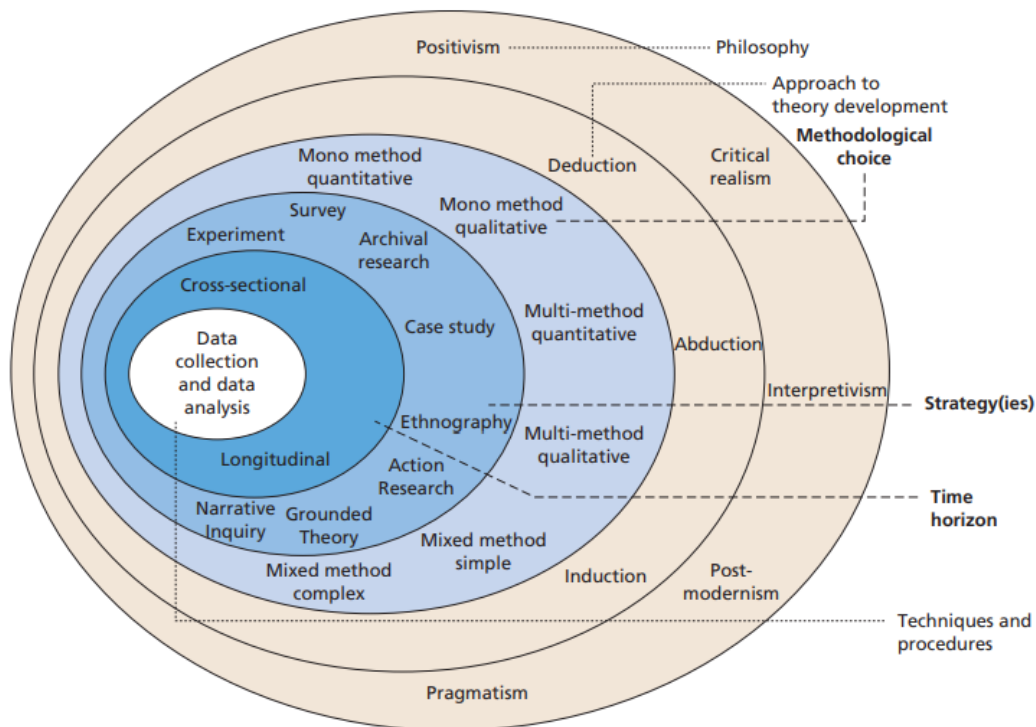 Positivism
Philosophy
Approach to
theory development
Methodological
choice
Mono method
quantitative
Deduction
Critical
realism
Mono method
qualitative
Survey
Experiment
Archival
research
Cross-sectional
Multi-method
quantitative
Case study
Data
collection
and data
analysis
Abduction
Interpretivism
Strategy(ies)
Ethnography
Multi-method
qualitative
Longitudinal
Action
Research
Time
horizon
Narrative
Inquiry
Grounded
Theory
Mixed method
simple
Mixed method
complex
Induction
Post-
modernism
Techniques and
procedures
Pragmatism